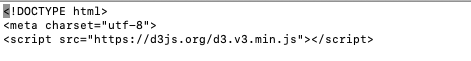 <!DOCTYPE html>
<meta charset="utf-8">
<script src="https://d3js.org/d3.v3.min.js"></script>